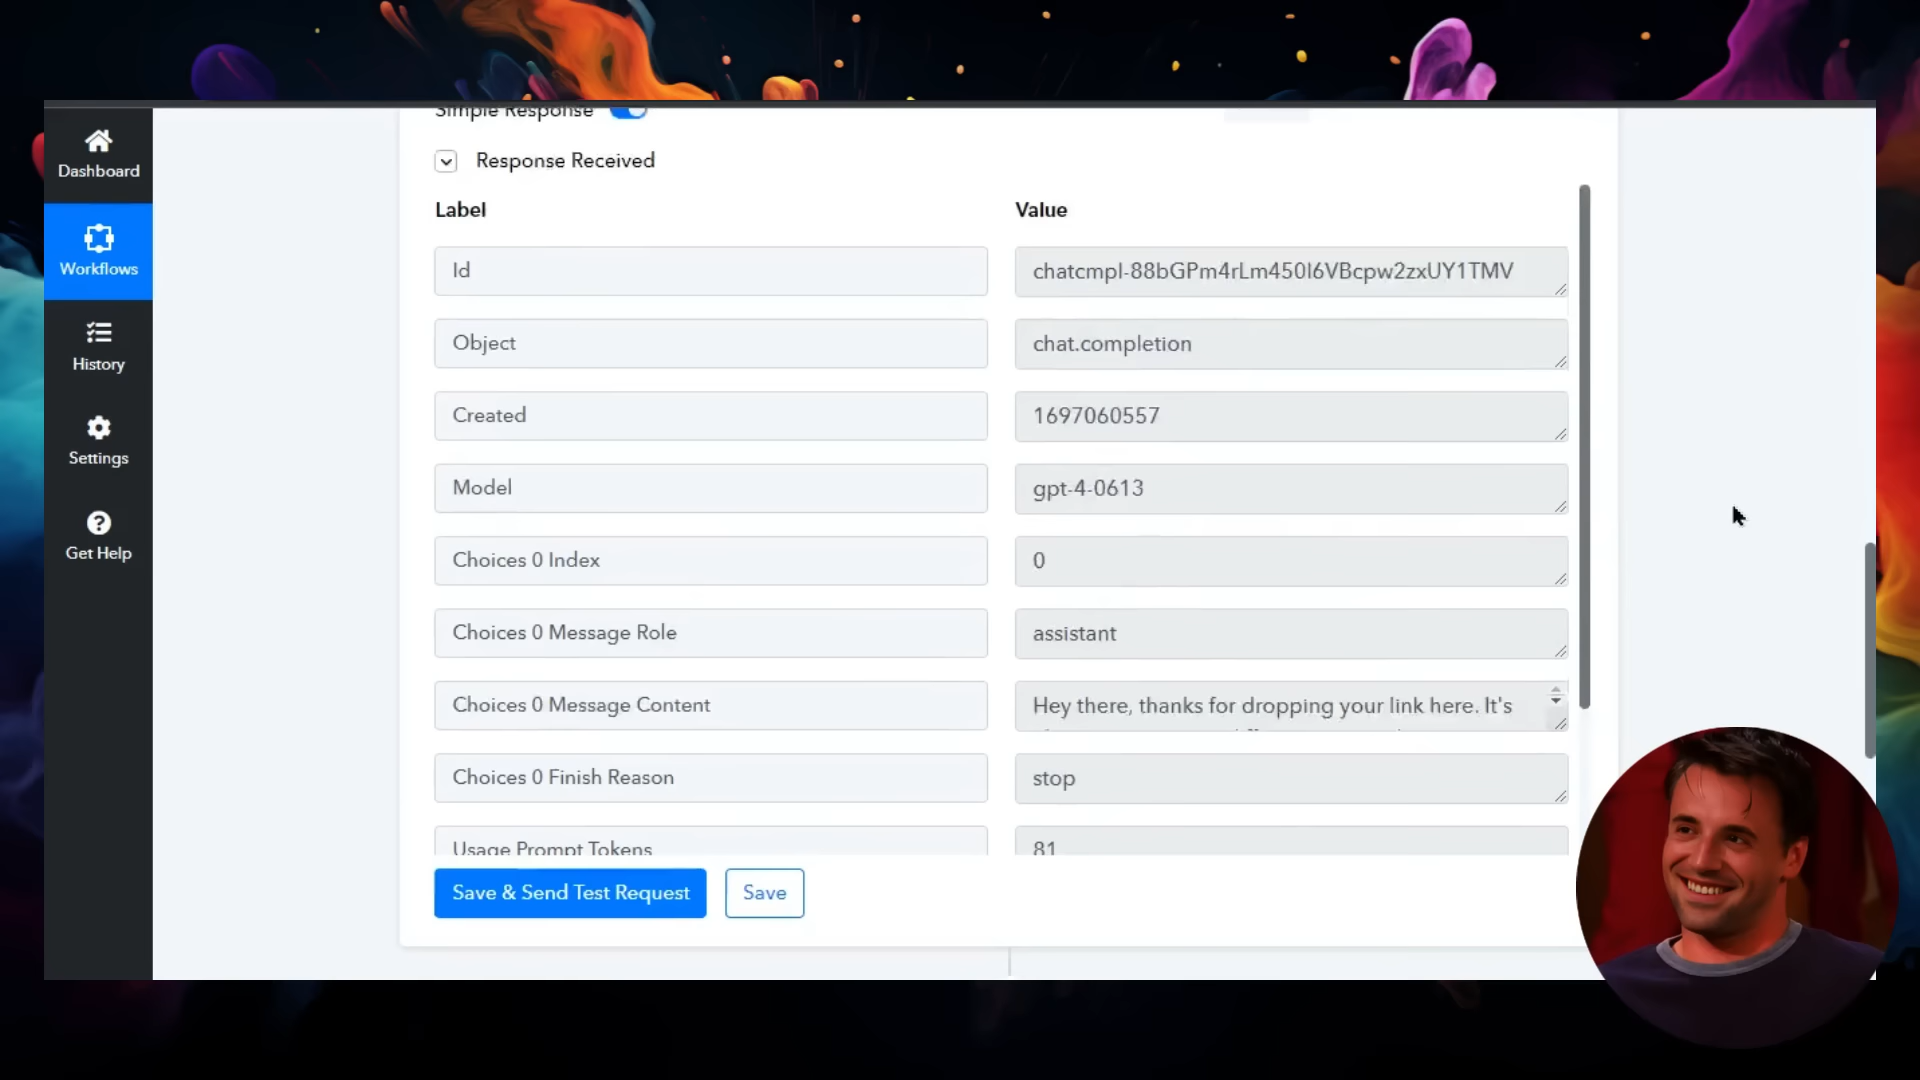 Simple Response
Dashboard
Response Received
Label Value
Workflows
Id chatcmpl-88bGPm4rLm450I6VBcpw2zxUY1TMV
History
Object chat.completion
Settings
Created 1697060557
Model gpt-4-0613
Get Help
Choices 0 Index 0
Choices 0 Message Role assistant
Choices 0 Message Content Hey there, thanks for dropping your link here. It's
Choices 0 Finish Reason stop
Usage Prompt Tokens 81
Save & Send Test Request Save